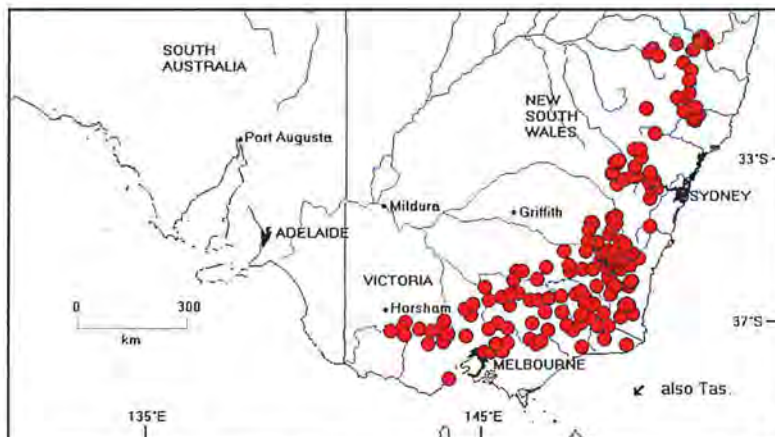 SOUTH
AUSTRALIA
NEW
SOUTH
WALES
Port Augusta
33°S
SYDNEY
Mildura
Griffith
ADELAIDE
VICTORIA
0 300
km
Horsham
37°S
MELBOURNE
also Tas.
135°E 145°E